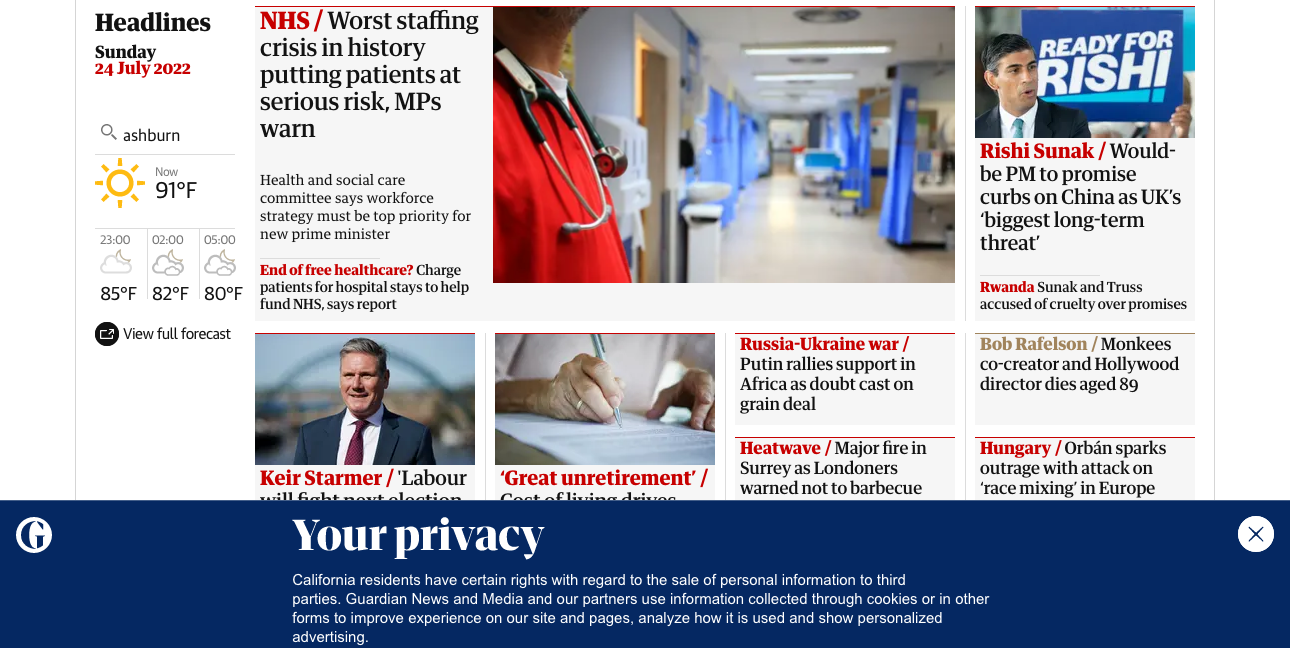 Headlines
Sunday
24 July 2022
ashburn
Now
91°F
23:00
02:00
05:00
85°F
82°F
80°F
View full forecast
NHS / Worst staffing
crisis in history
putting patients at
serious risk, MPs
warn
Health and social care
committee says workforce
strategy must be top priority for
new prime minister
End of free healthcare? Charge
patients for hospital stays to help
fund NHS, says report
READY FOR
RISHI!
Rishi Sunak / Would-
be PM to promise
curbs on China as UK’s
‘biggest long-term
threat’
Rwanda Sunak and Truss
accused of cruelty over promises
Keir Starmer / 'Labour
will fight next election
‘Great unretirement’ /
Cost of living drives
Russia-Ukraine war /
Putin rallies support in
Africa as doubt cast on
grain deal
Heatwave / Major fire in
Surrey as Londoners
warned not to barbecue
Bob Rafelson / Monkees
co-creator and Hollywood
director dies aged 89
Hungary / Orbán sparks
outrage with attack on
‘race mixing’ in Europe
G
Your privacy
California residents have certain rights with regard to the sale of personal information to third
parties. Guardian News and Media and our partners use information collected through cookies or in other
forms to improve experience on our site and pages, analyze how it is used and show personalized
advertising.